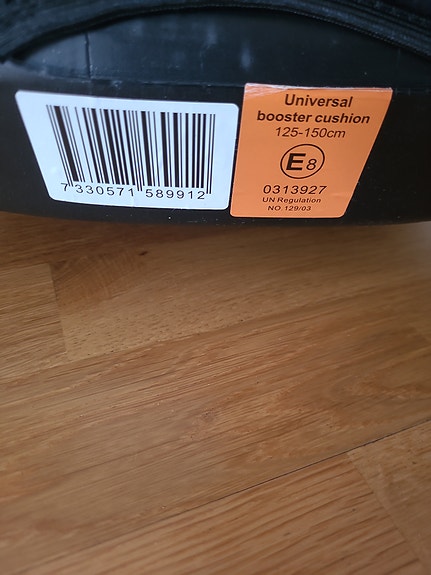 7 330571 589912
Universal
booster cushion
125-150cm
E8
0313927
UN Regulation
NO.129/03